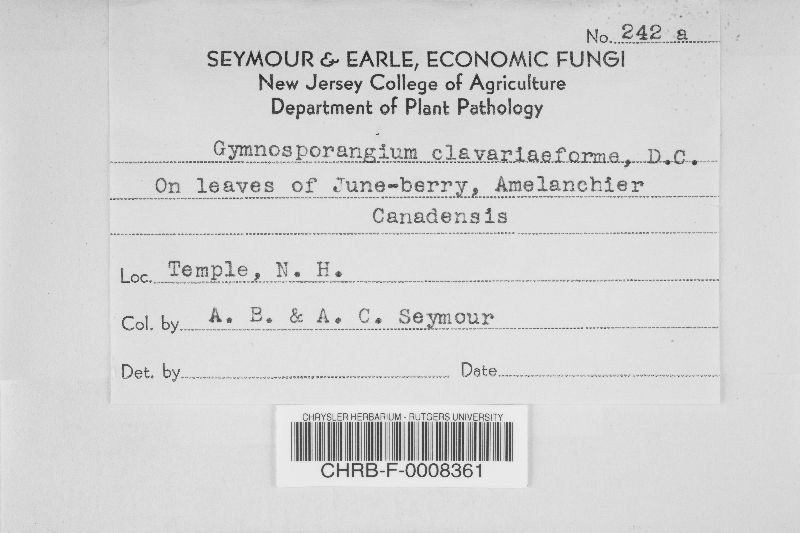 No. 242 a
SEYMOUR & EARLE, ECONOMIC FUNGI
New Jersey College of Agriculture
Department of Plant Pathology
Gymnosporangium clavariaeforme, D.C.
On leaves of June-berry, Amelanchier
Canadensis
Loc. Temple, N. H.
Col. by A. B. & A. C. Seymour
Det. by Date
CHRYSLER HERBARIUM - RUTGERS UNIVERSITY
CHRB-F-0008361